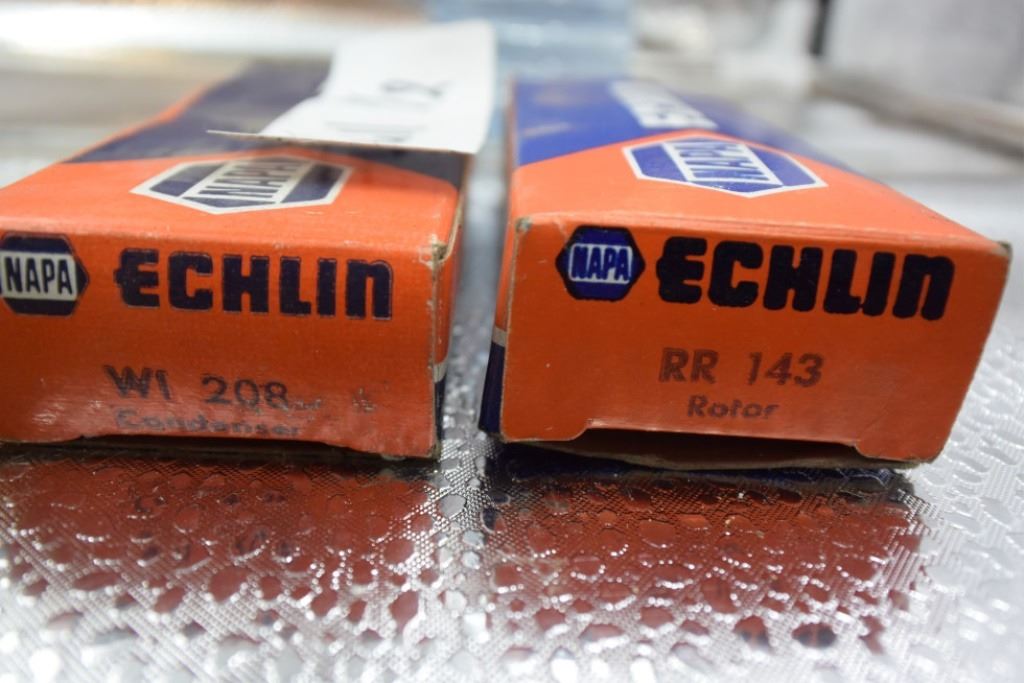 NAPA
NAPA ECHLIN
WI 208
Condenser
NAPA
NAPA ECHLIN
RR 143
Rotor